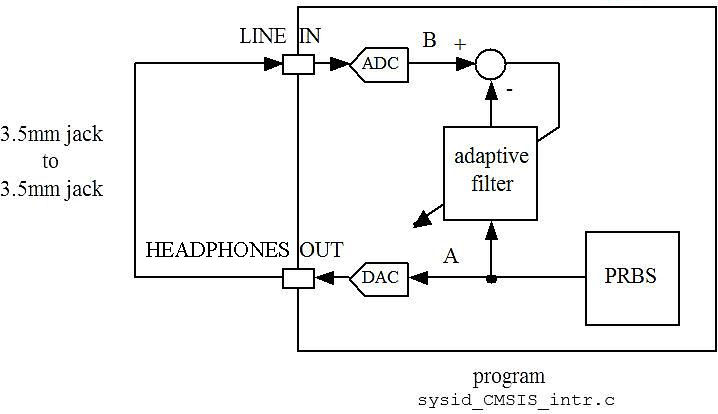 LINE IN
B
+
ADC
-
3.5mm jack
to
3.5mm jack
adaptive
filter
HEADPHONES OUT
A
DAC
PRBS
program
sysid_CMSIS_intr.c